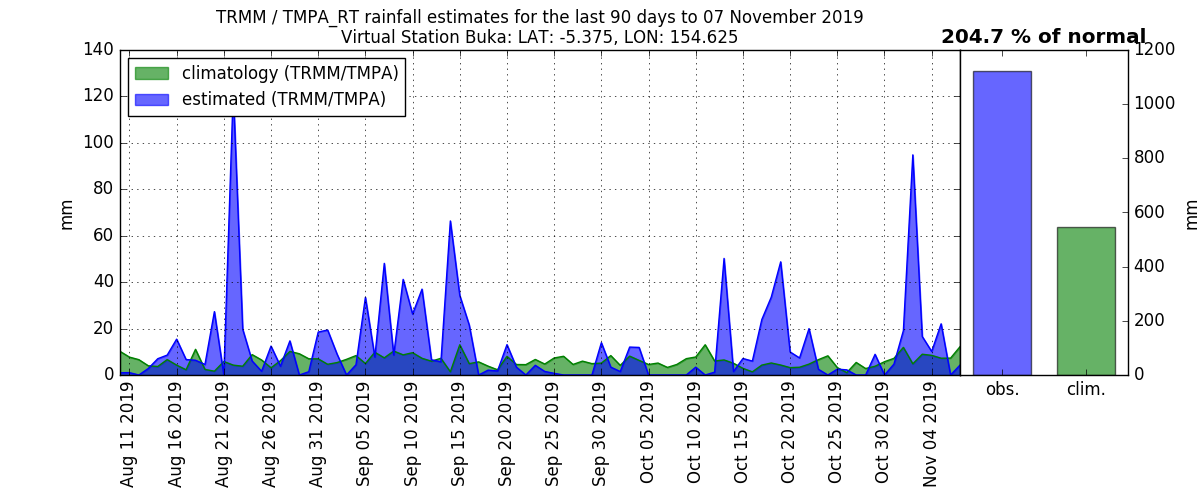 TRMM / TMPA_RT rainfall estimates for the last 90 days to 07 November 2019
Virtual Station Buka: LAT: -5.375, LON: 154.625
204.7 % of normal
climatology (TRMM/TMPA)
estimated (TRMM/TMPA)
140
120
100
80
60
40
20
0
mm
Aug 11 2019
Aug 16 2019
Aug 21 2019
Aug 26 2019
Aug 31 2019
Sep 05 2019
Sep 10 2019
Sep 15 2019
Sep 20 2019
Sep 25 2019
Sep 30 2019
Oct 05 2019
Oct 10 2019
Oct 15 2019
Oct 20 2019
Oct 25 2019
Oct 30 2019
Nov 04 2019
1200
1000
800
600
400
200
0
mm
obs.
clim.